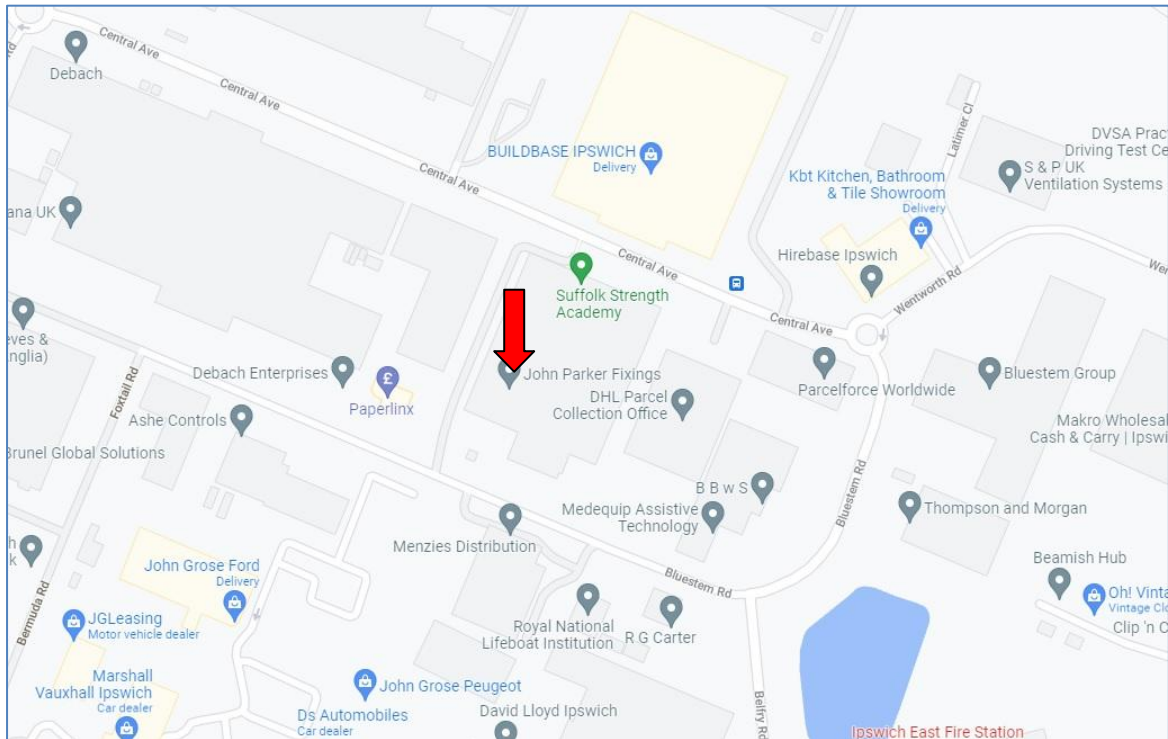 Rd
Central Ave
Debach
Central Ave
BUILDBASE IPSWICH
Delivery
Central Ave
Latimer Cl
DVSA Prac
Driving Test Ce
S & P UK
Ventilation Systems
Kbt Kitchen, Bathroom
& Tile Showroom
Delivery
ana UK
Hirebase Ipswich
Central Ave
Wentworth Rd
We
Suffolk Strength
Academy
Central Ave
eves &
nglia)
Foxtail Rd
Debach Enterprises
Paperlinx
John Parker Fixings
DHL Parcel
Collection Office
Parcelforce Worldwide
Bluestem Group
Ashe Controls
Makro Wholesal
Cash & Carry | Ipswi
Brunel Global Solutions
B B w S
Medequip Assistive
Technology
Bluestem Rd
Thompson and Morgan
Menzies Distribution
h
k
John Grose Ford
Delivery
Bluestem Rd
Beamish Hub
Bermuda Rd
JGLeasing
Motor vehicle dealer
Royal National
Lifeboat Institution
R G Carter
Oh! Vinta
Vintage Clo
Clip 'n C
Marshall
Vauxhall Ipswich
Car dealer
John Grose Peugeot
Ds Automobiles
Car dealer
David Lloyd Ipswich
Belfry Rd
Ipswich East Fire Station